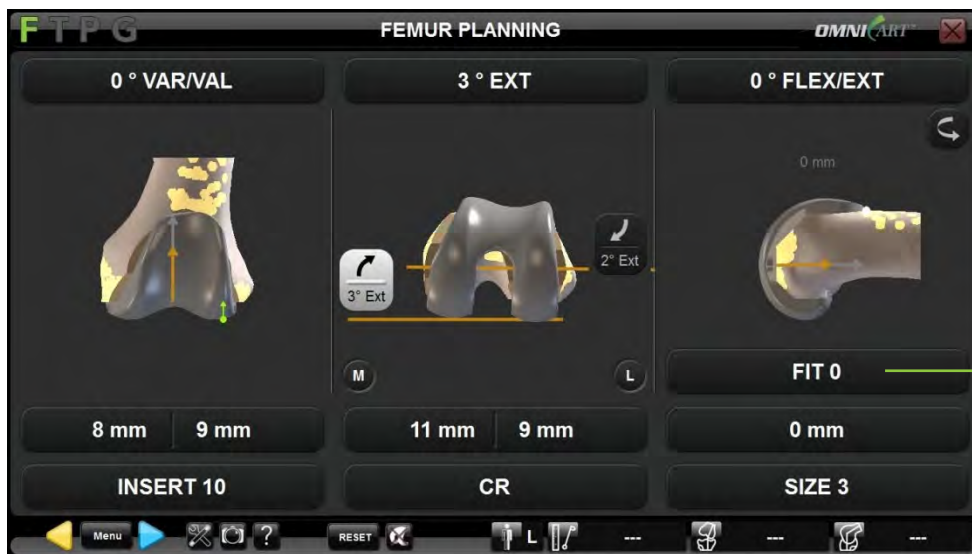 FTPG
FEMUR PLANNING
OMNI ART™
0 ° VAR/VAL
3 ° EXT
0 ° FLEX/EXT
0 mm
3° Ext
2° Ext
M
L
FIT 0
8 mm 9 mm
11 mm 9 mm
0 mm
INSERT 10
CR
SIZE 3
Menu
?
RESET
L
---
---
---